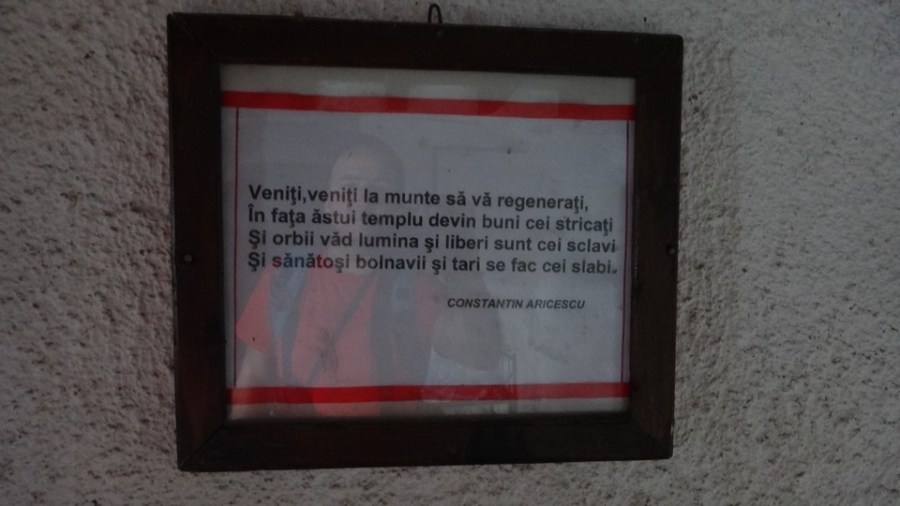 Veniţi,veniţi la munte să vă regeneraţi,
În faţa ăstui templu devin buni cei stricaţi
Şi orbii văd lumina şi liberi sunt cei sclavi
Şi sănătoşi bolnavii şi tari se fac cei slabi.
CONSTANTIN ARICESCU